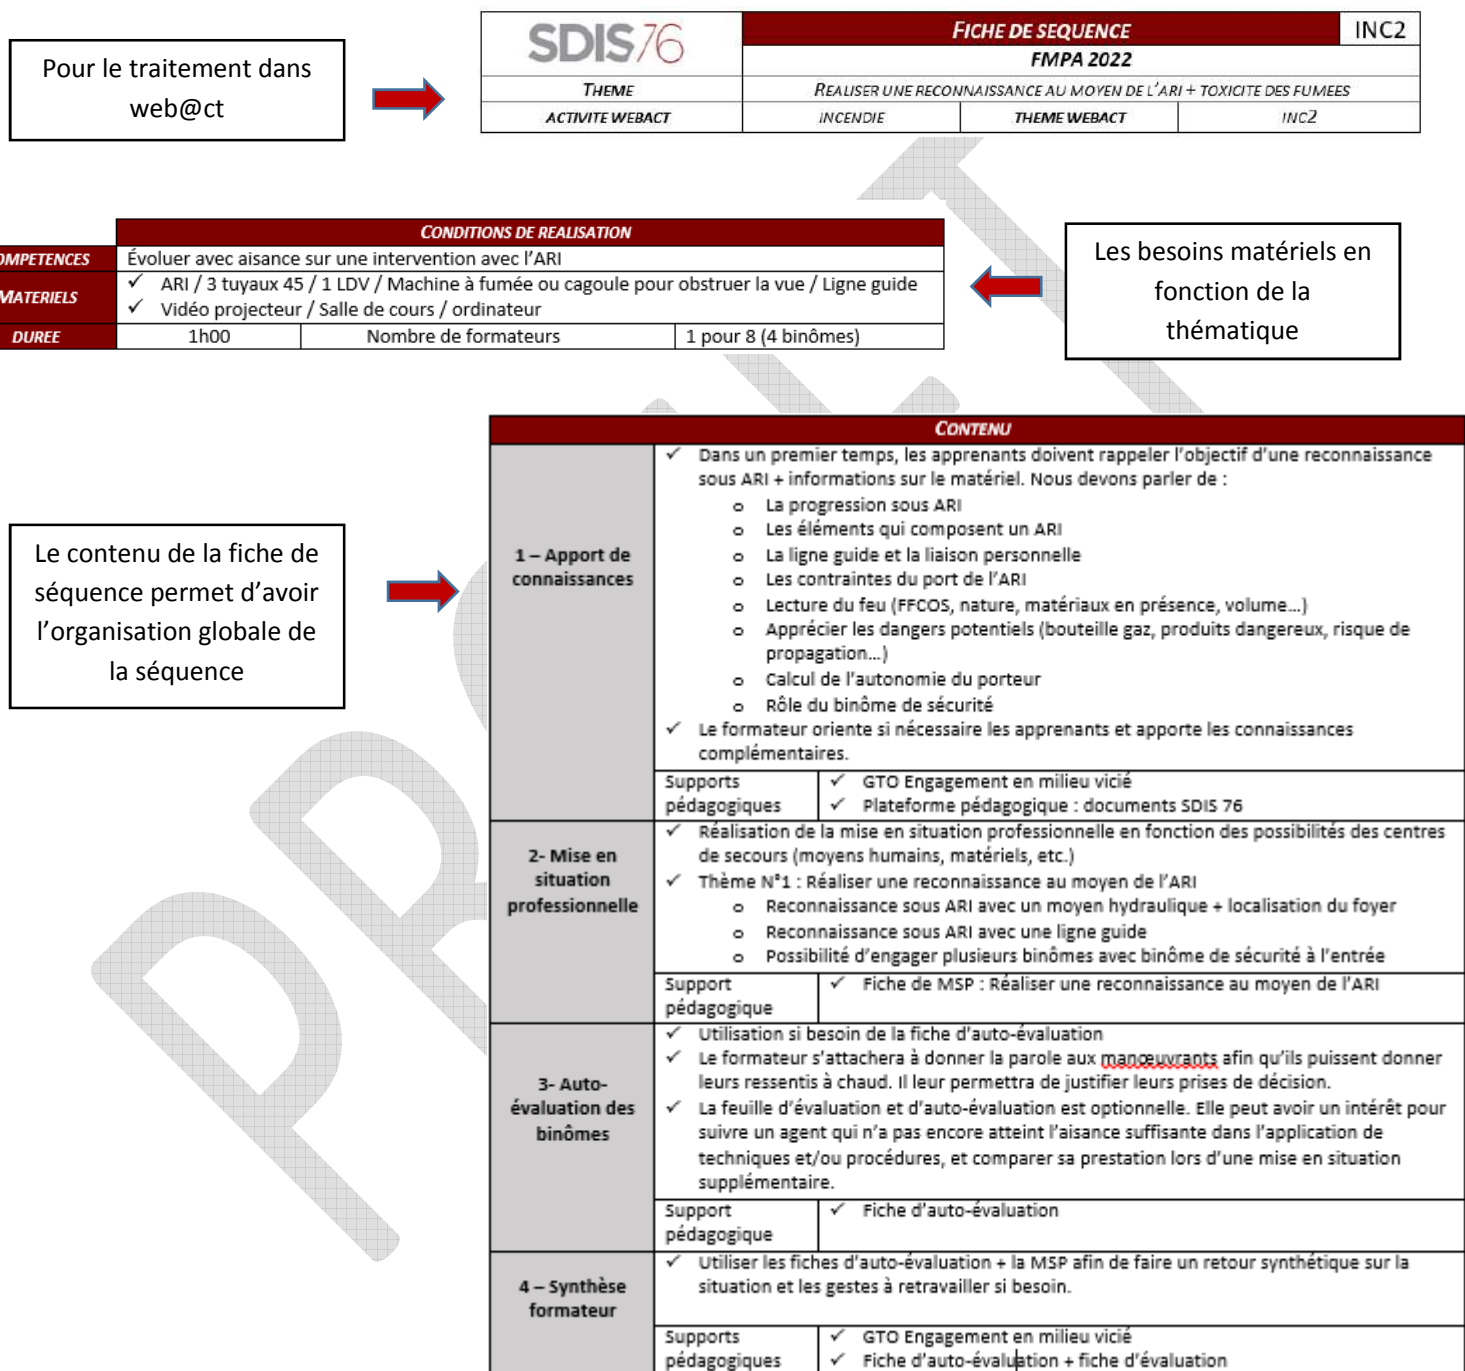 Pour le traitement dans
web@ct
SDIS76
FICHE DE SEQUENCE
INC2
FMPA 2022
THEME
REALISER UNE RECONNAISSANCE AU MOYEN DE L'ARI + TOXICITE DES FUMEES
ACTIVITE WEBACT
INCENDIE
THEME WEBACT
INC2
CONDITIONS DE REALISATION
OMPETENCES
Évoluer avec aisance sur une intervention avec l'ARI
MATERIELS
✓ ARI / 3 tuyaux 45 / 1 LDV / Machine à fumée ou cagoule pour obstruer la vue / Ligne guide
✓ Vidéo projecteur / Salle de cours / ordinateur
DUREE
1h00
Nombre de formateurs
1 pour 8 (4 binômes)
Les besoins matériels en
fonction de la
thématique
Le contenu de la fiche de
séquence permet d'avoir
l'organisation globale de
la séquence
CONTENU
1 – Apport de
connaissances
✓ Dans un premier temps, les apprenants doivent rappeler l'objectif d'une reconnaissance
sous ARI + informations sur le matériel. Nous devons parler de :
o La progression sous ARI
o Les éléments qui composent un ARI
o La ligne guide et la liaison personnelle
o Les contraintes du port de l'ARI
o Lecture du feu (FFCOS, nature, matériaux en présence, volume...)
o Apprécier les dangers potentiels (bouteille gaz, produits dangereux, risque de
propagation...)
o Calcul de l'autonomie du porteur
o Rôle du binôme de sécurité
✓ Le formateur oriente si nécessaire les apprenants et apporte les connaissances
complémentaires.
Supports
pédagogiques
✓ GTO Engagement en milieu vicié
✓ Plateforme pédagogique : documents SDIS 76
2- Mise en
situation
professionnelle
✓ Réalisation de la mise en situation professionnelle en fonction des possibilités des centres
de secours (moyens humains, matériels, etc.)
✓ Thème N°1 : Réaliser une reconnaissance au moyen de l'ARI
o Reconnaissance sous ARI avec un moyen hydraulique + localisation du foyer
o Reconnaissance sous ARI avec une ligne guide
o Possibilité d'engager plusieurs binômes avec binôme de sécurité à l'entrée
Support
pédagogique
✓ Fiche de MSP : Réaliser une reconnaissance au moyen de l'ARI
3- Auto-
évaluation des
binômes
✓ Utilisation si besoin de la fiche d'auto-évaluation
✓ Le formateur s'attachera à donner la parole aux manœuvrants afin qu'ils puissent donner
leurs ressentis à chaud. Il leur permettra de justifier leurs prises de décision.
✓ La feuille d'évaluation et d'auto-évaluation est optionnelle. Elle peut avoir un intérêt pour
suivre un agent qui n'a pas encore atteint l'aisance suffisante dans l'application de
techniques et/ou procédures, et comparer sa prestation lors d'une mise en situation
supplémentaire.
Support
pédagogique
✓ Fiche d'auto-évaluation
4 – Synthèse
formateur
✓ Utiliser les fiches d'auto-évaluation + la MSP afin de faire un retour synthétique sur la
situation et les gestes à retravailler si besoin.
Supports
pédagogiques
✓ GTO Engagement en milieu vicié
✓ Fiche d'auto-évaluation + fiche d'évaluation
PROJET